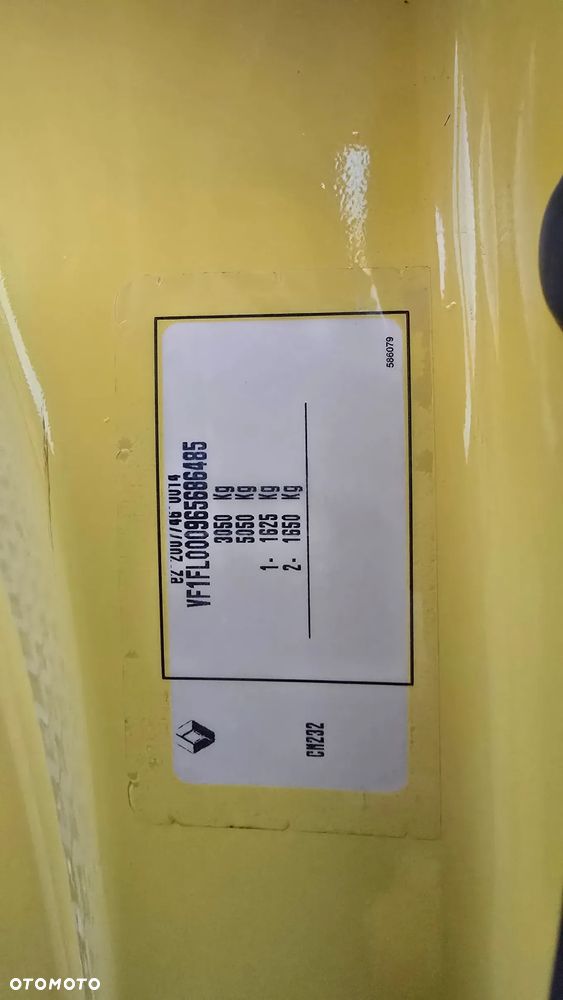 e2*2007/46*0014
VF1FL000965686485
3050 Kg
5050 Kg
1- 1625 Kg
2- 1650 Kg
586079
CM232
OTOMOTO